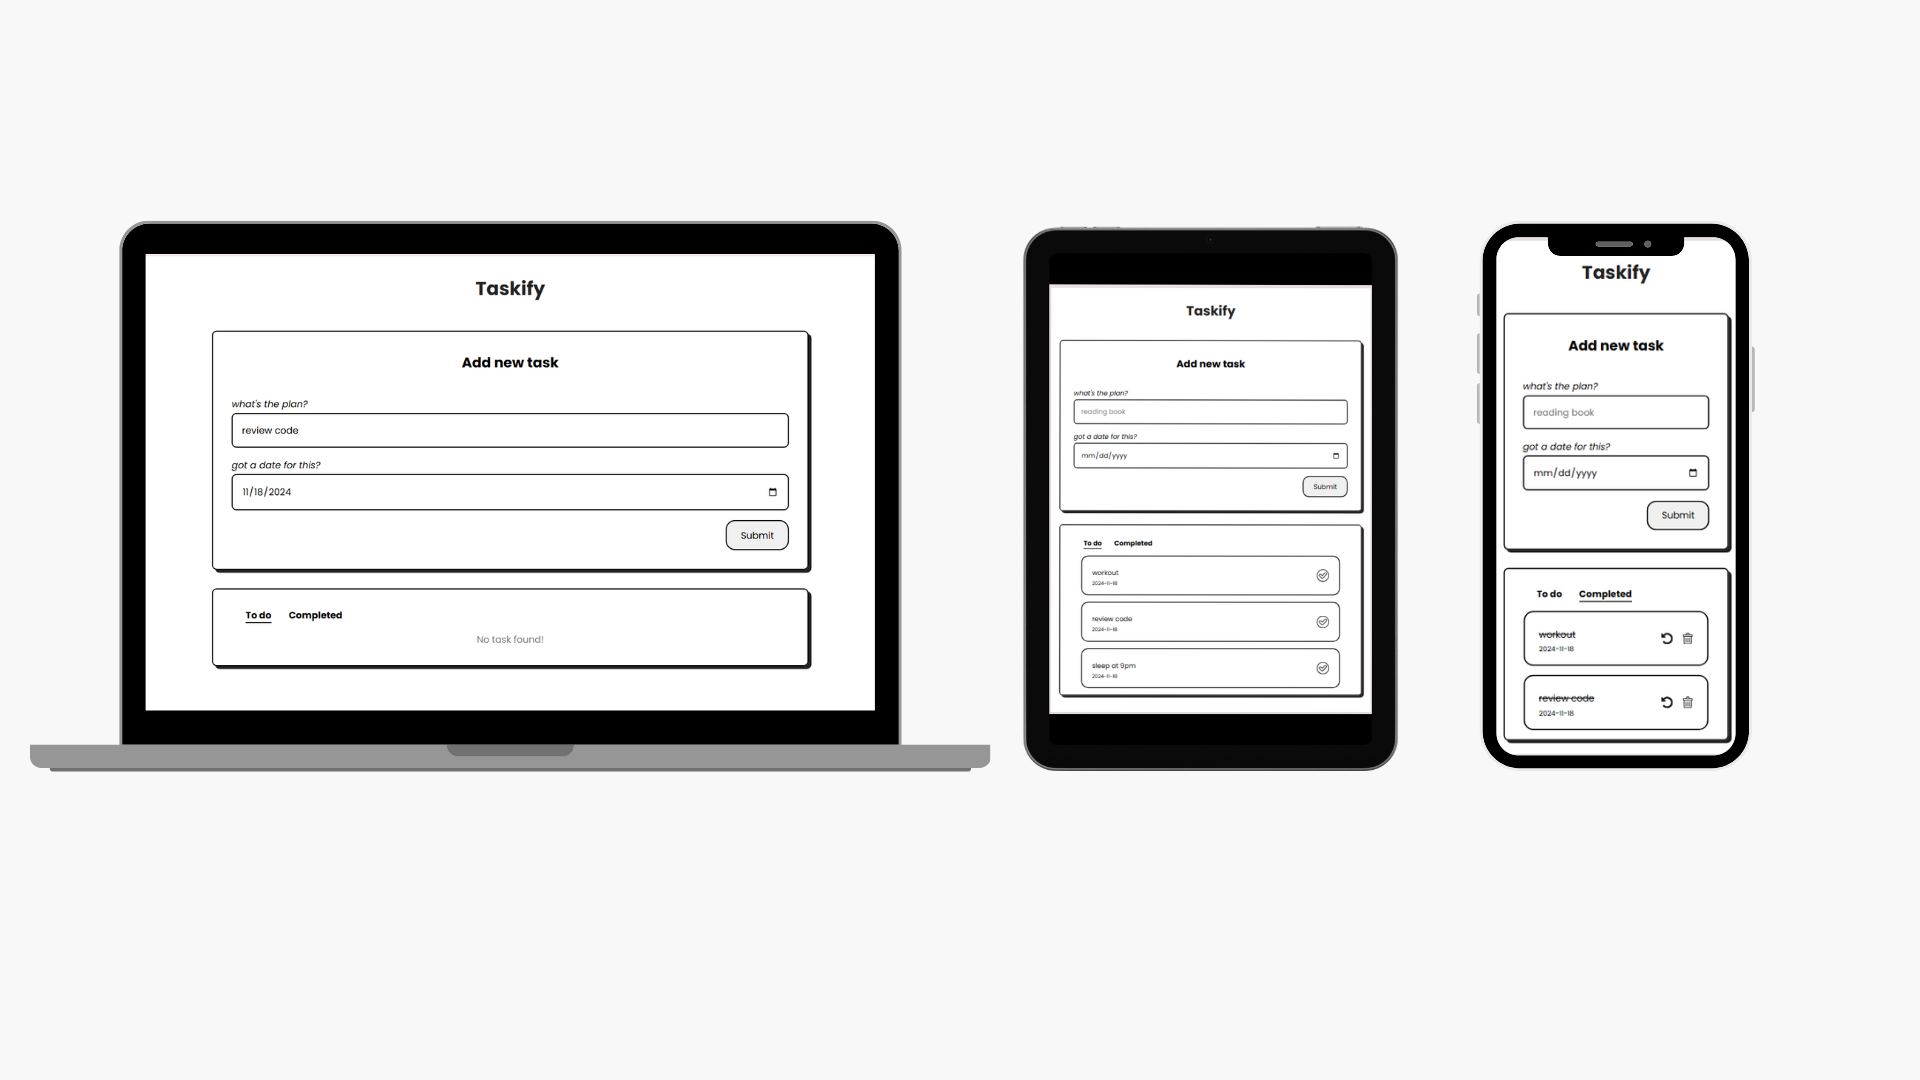 Taskify
Add new task
what's the plan?
review code
got a date for this?
11/18/2024
Submit
To do Completed
No task found!
Taskify
Add new task
what's the plan?
reading book
got a date for this?
mm/dd/yyyy
Submit
To do Completed
workout
2024-11-18
review code
2024-11-18
sleep at 9pm
2024-11-18
Taskify
Add new task
what's the plan?
reading book
got a date for this?
mm/dd/yyyy
Submit
To do Completed
workout
2024-11-18
review code
2024-11-18